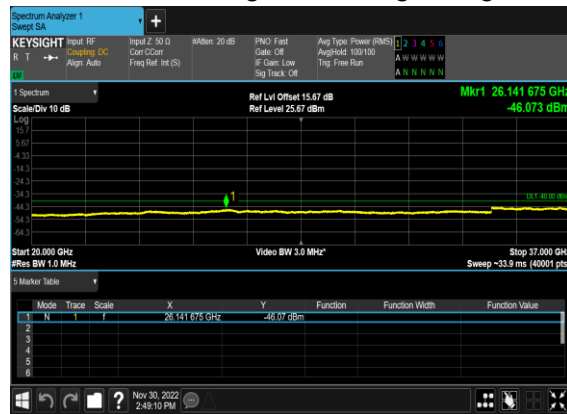 Spectrum Analyzer 1
Swept SA
+
KEYSIGHT Input: RF Input Z: 50 Ω #Atten: 20 dB PNO: Fast Avg Type: Power (RMS) 1 2 3 4 5 6
R T Coupling: DC Corr CCorr Gate: Off Avg|Hold: 100/100 A W W W W W
Align: Auto Freq Ref: Int (S) IF Gain: Low Trig: Free Run
Sig Track: Off A N N N N N
1 Spectrum Ref Lvl Offset 15.67 dB Mkr1 26.141 675 GHz
Scale/Div 10 dB Ref Level 25.67 dBm -46.073 dBm
Log
15.7
5.67
-4.33
-14.3
-24.3
-34.3 1
-44.3
-54.3
-64.3
Start 20.000 GHz Video BW 3.0 MHz* Stop 37.000 GHz
#Res BW 1.0 MHz Sweep ~33.9 ms (40001 pts)
5 Marker Table
Mode Trace Scale X Y Function Function Width Function Value
1 N 1 f 26.141 675 GHz -46.07 dBm
2
3
4
5
6
? Nov 30, 2022
2:49:10 PM